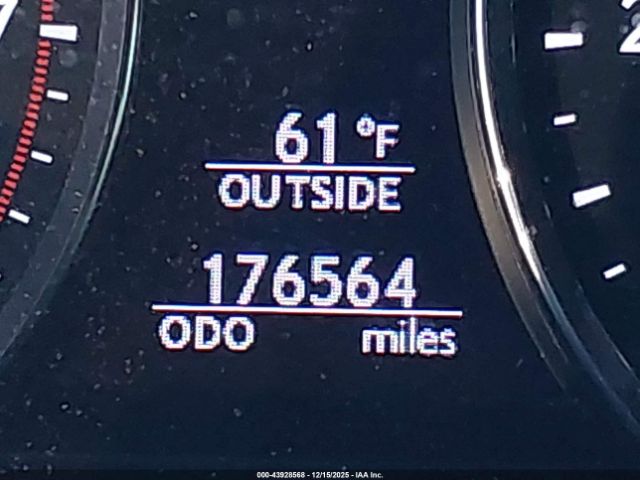 61 °F
OUTSIDE
176564
ODO miles
000-43928568 - 12/15/2025 - IAA Inc.